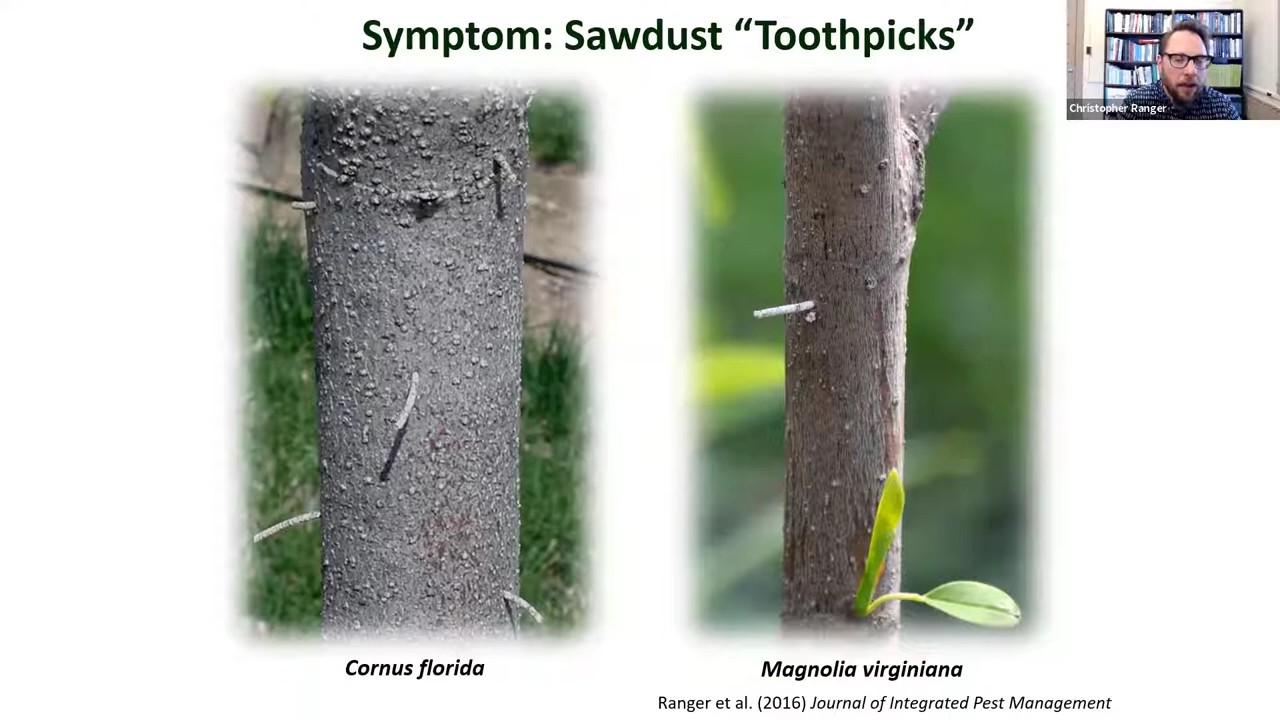 Symptom: Sawdust “Toothpicks”
Christopher Ranger
Cornus florida
Magnolia virginiana
Ranger et al. (2016) Journal of Integrated Pest Management